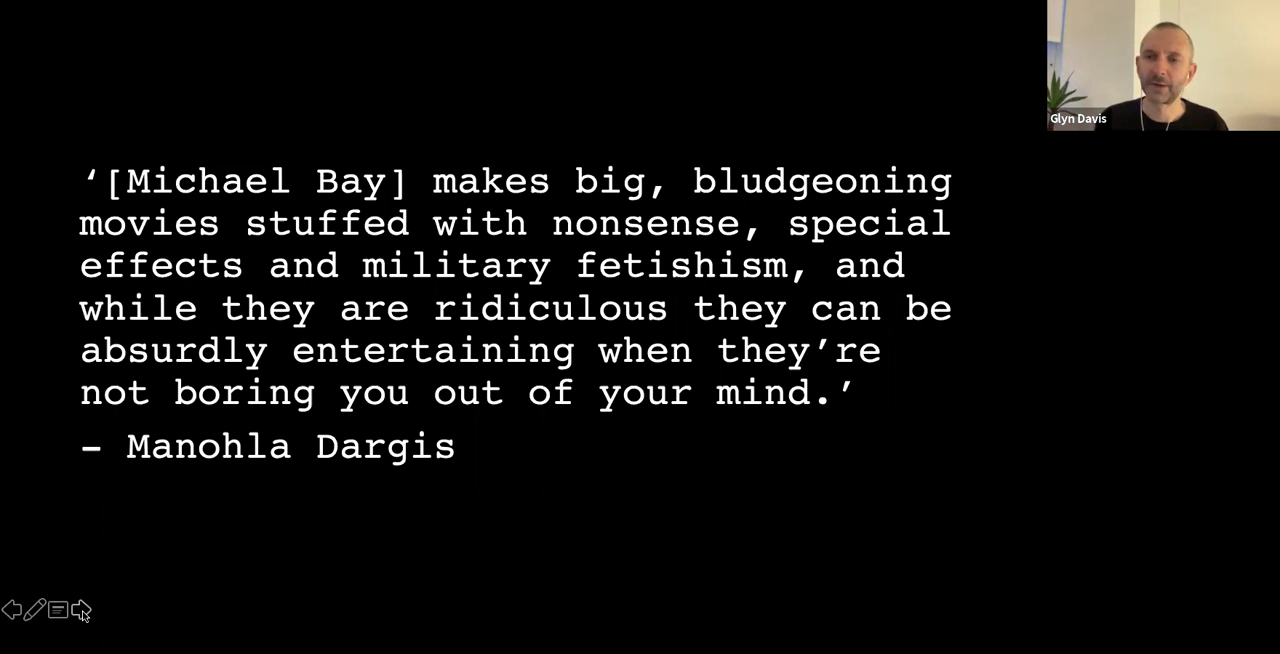 Glyn Davis
‘[Michael Bay] makes big, bludgeoning
movies stuffed with nonsense, special
effects and military fetishism, and
while they are ridiculous they can be
absurdly entertaining when they’re
not boring you out of your mind.’
– Manohla Dargis